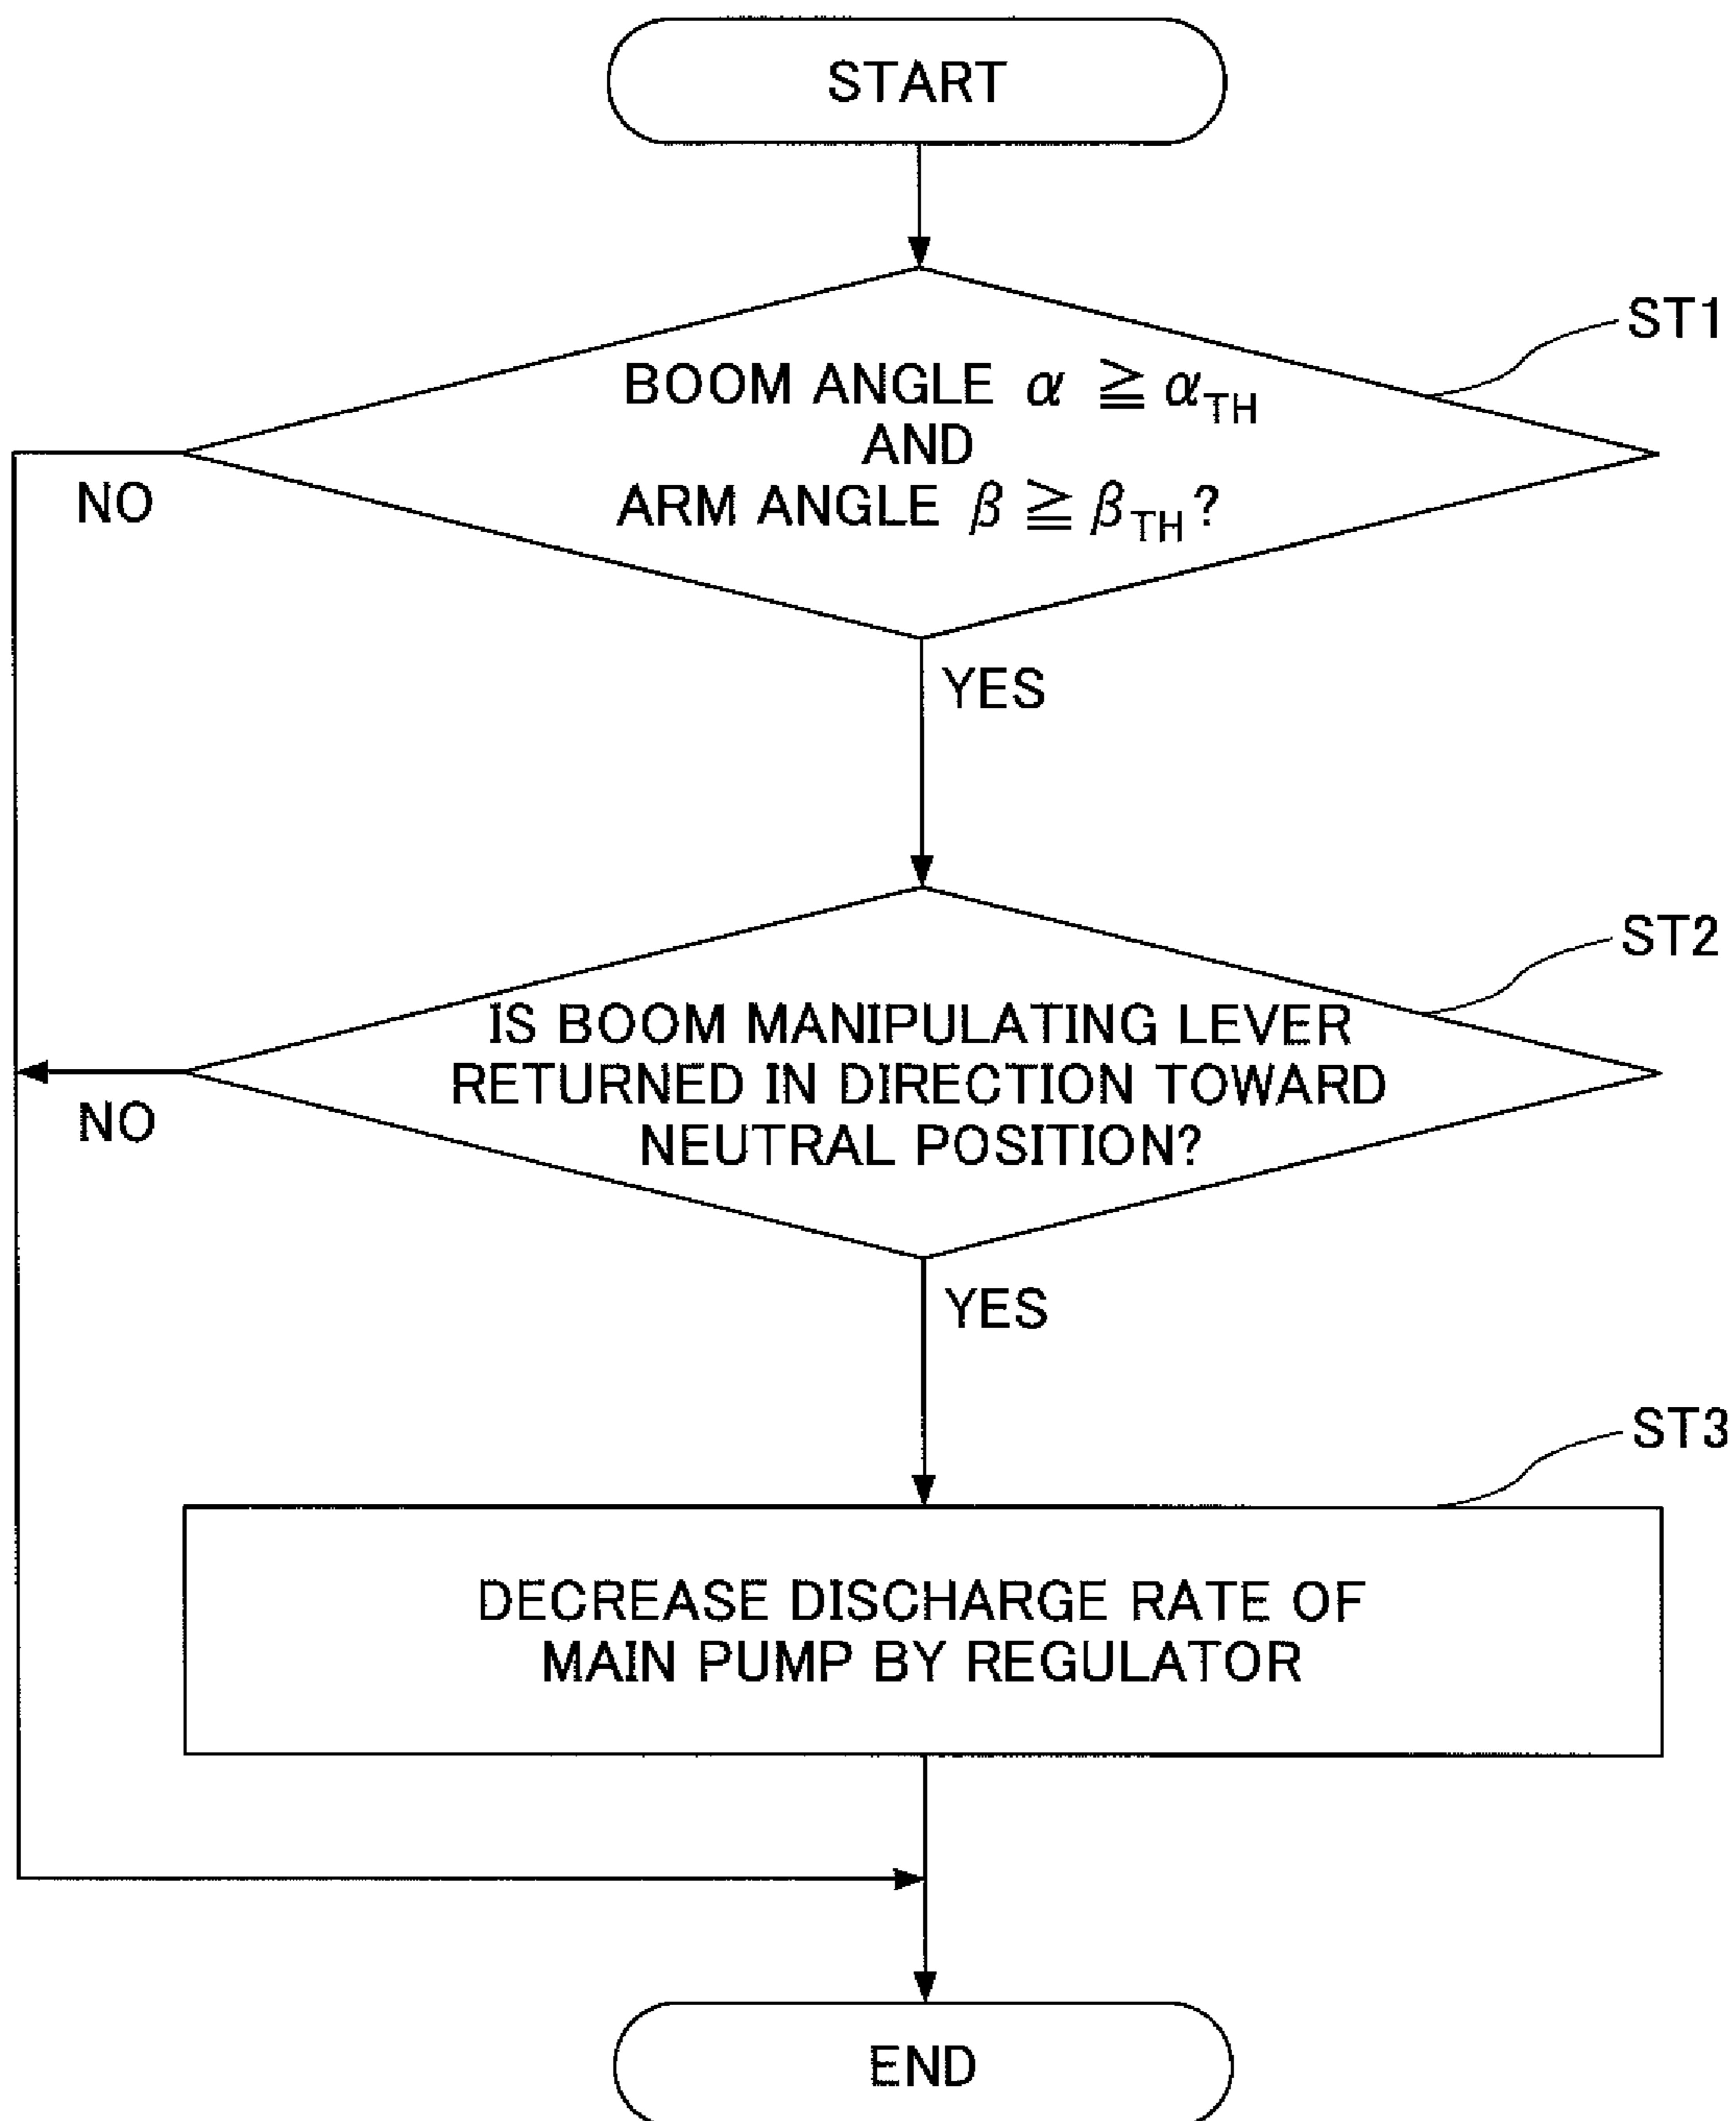 START
ST1
BOOM ANGLE α ≧ αTH
AND
ARM ANGLE β ≧ βTH?
NO
YES
ST2
IS BOOM MANIPULATING LEVER
RETURNED IN DIRECTION TOWARD
NEUTRAL POSITION?
NO
YES
ST3
DECREASE DISCHARGE RATE OF
MAIN PUMP BY REGULATOR
END